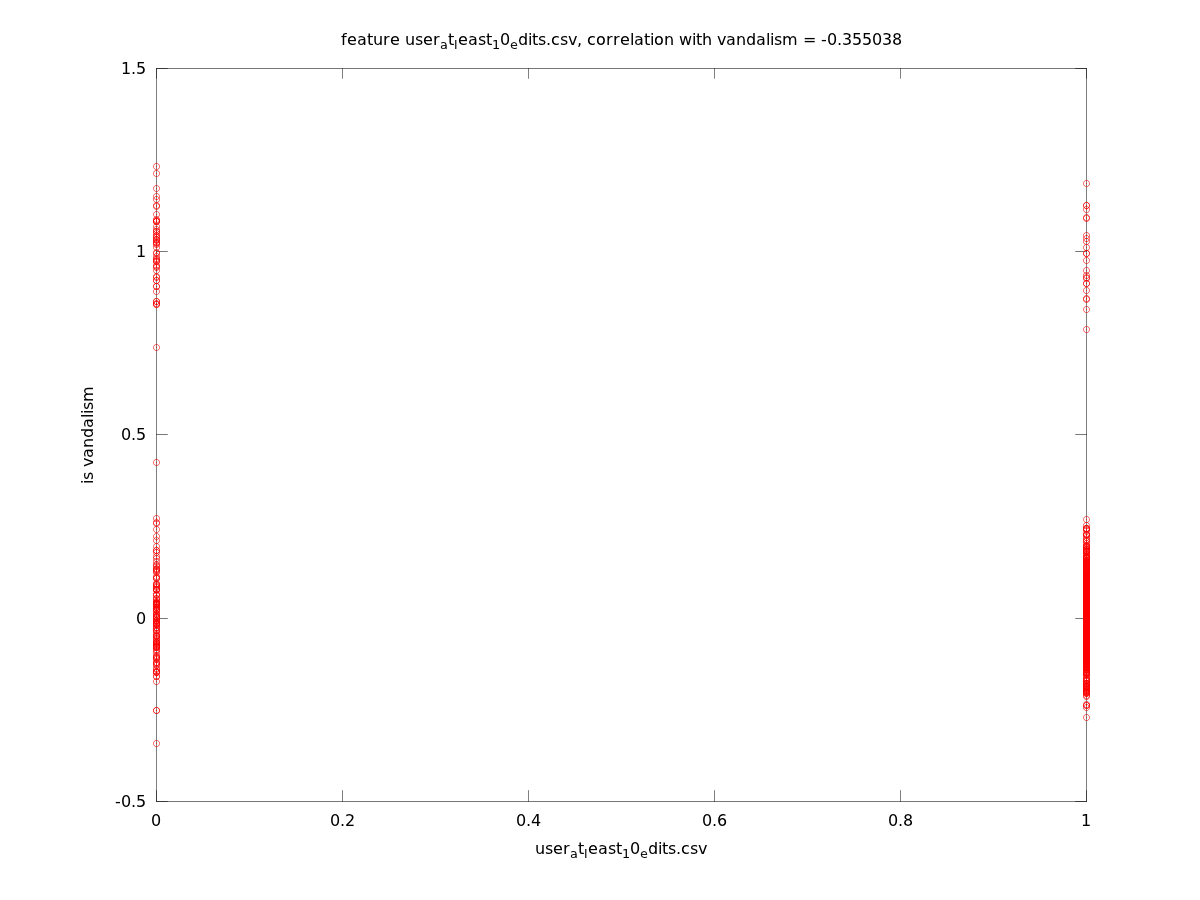 feature user_at_least_10_edits.csv, correlation with vandalism = -0.355038
1.5
1
0.5
0
-0.5
is vandalism
0 0.2 0.4 0.6 0.8 1
user_at_least_10_edits.csv